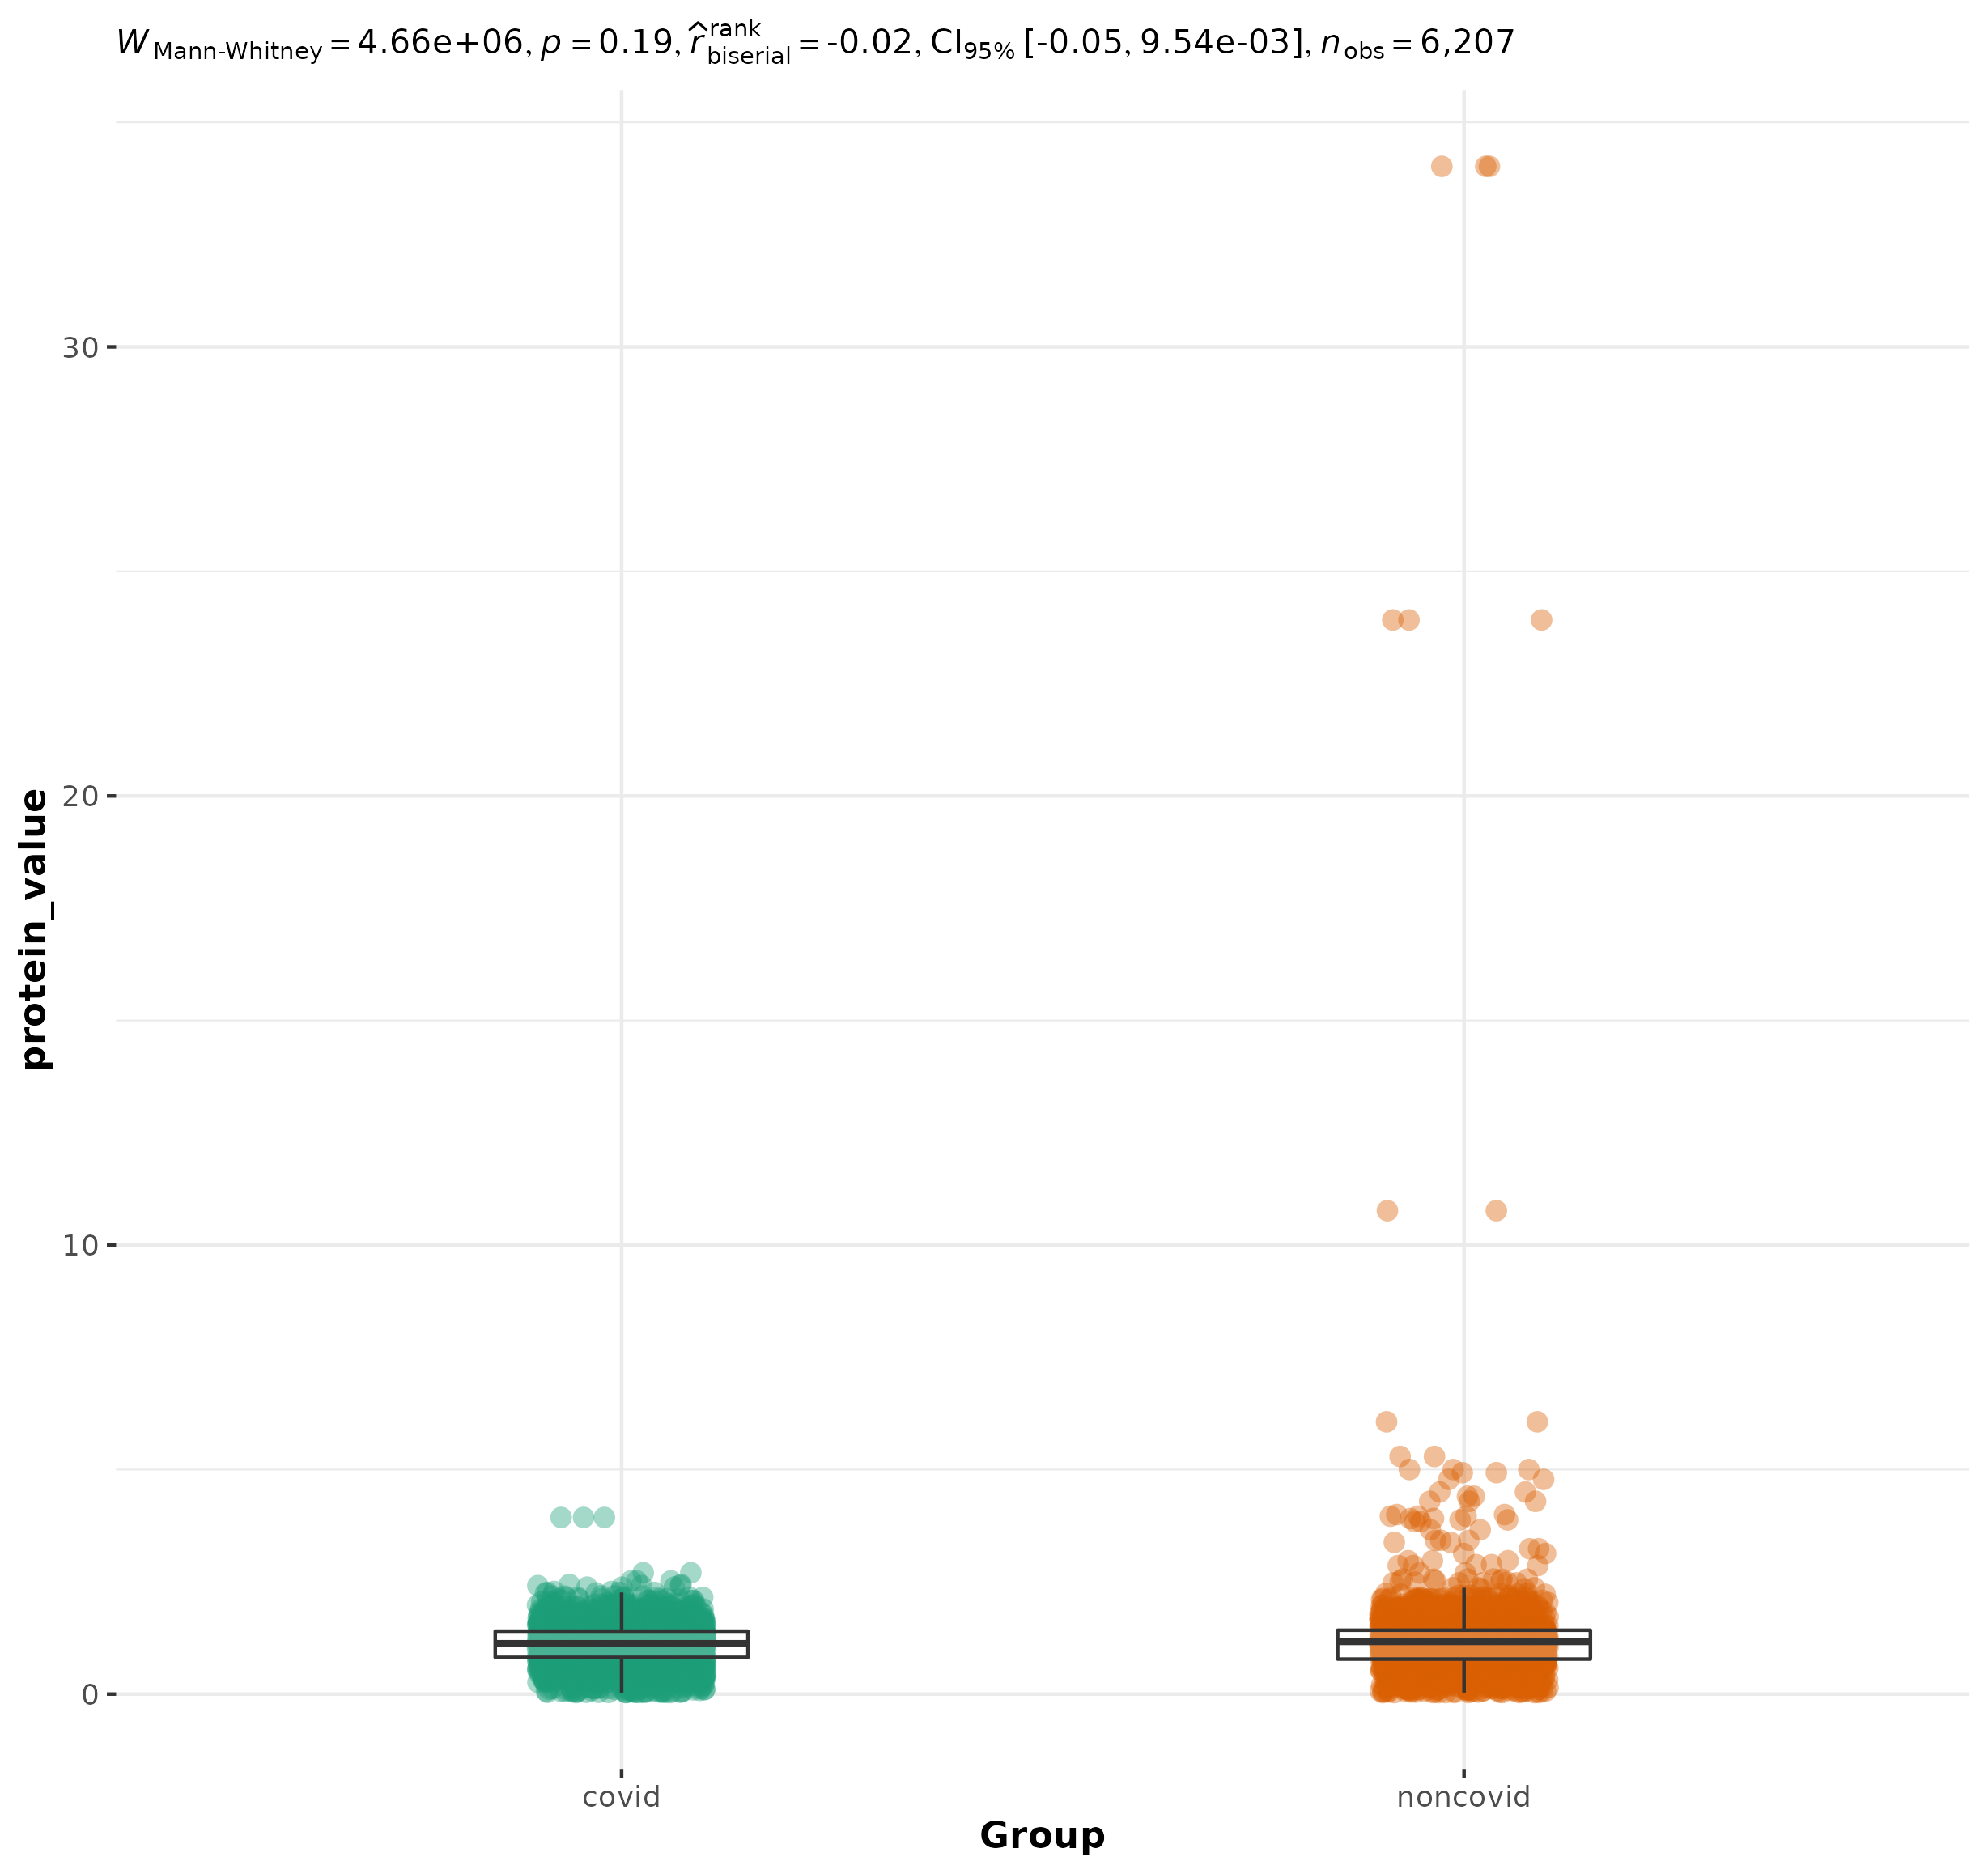 W Mann-Whitney = 4.66e+06, p = 0.19, r̂ rank biserial = -0.02, CI95% [-0.05, 9.54e-03], nobs = 6,207
30
20
10
0
protein_value
covid noncovid
Group